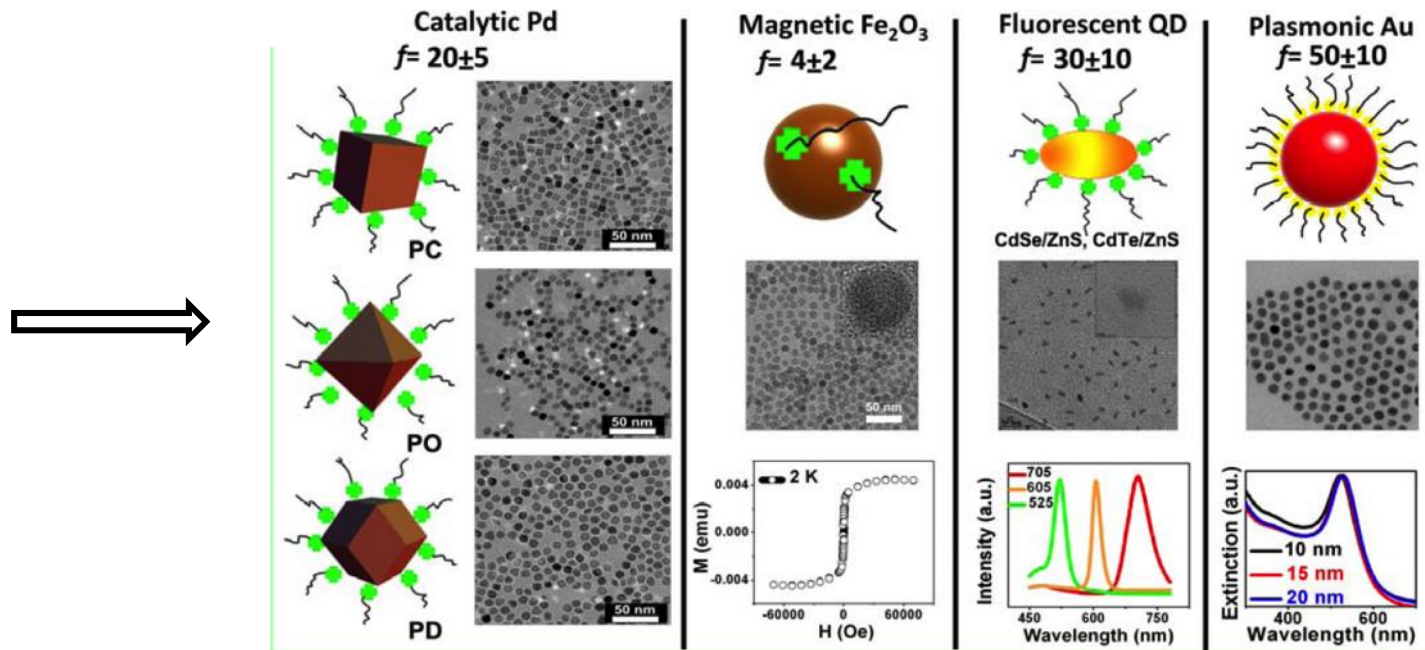 Catalytic Pd
f= 20±5
PC
50 nm
PO
50 nm
PD
50 nm
Magnetic Fe₂O₃
f= 4±2
50 nm
2 K
M (emu)
0.004
0.000
-0.004
-60000 0 60000
H (Oe)
Fluorescent QD
f= 30±10
CdSe/ZnS, CdTe/ZnS
705
605
525
Intensity (a.u.)
450 600 750
Wavelength (nm)
Plasmonic Au
f= 50±10
10 nm
15 nm
20 nm
Extinction (a.u.)
400 600
Wavelength (nm)